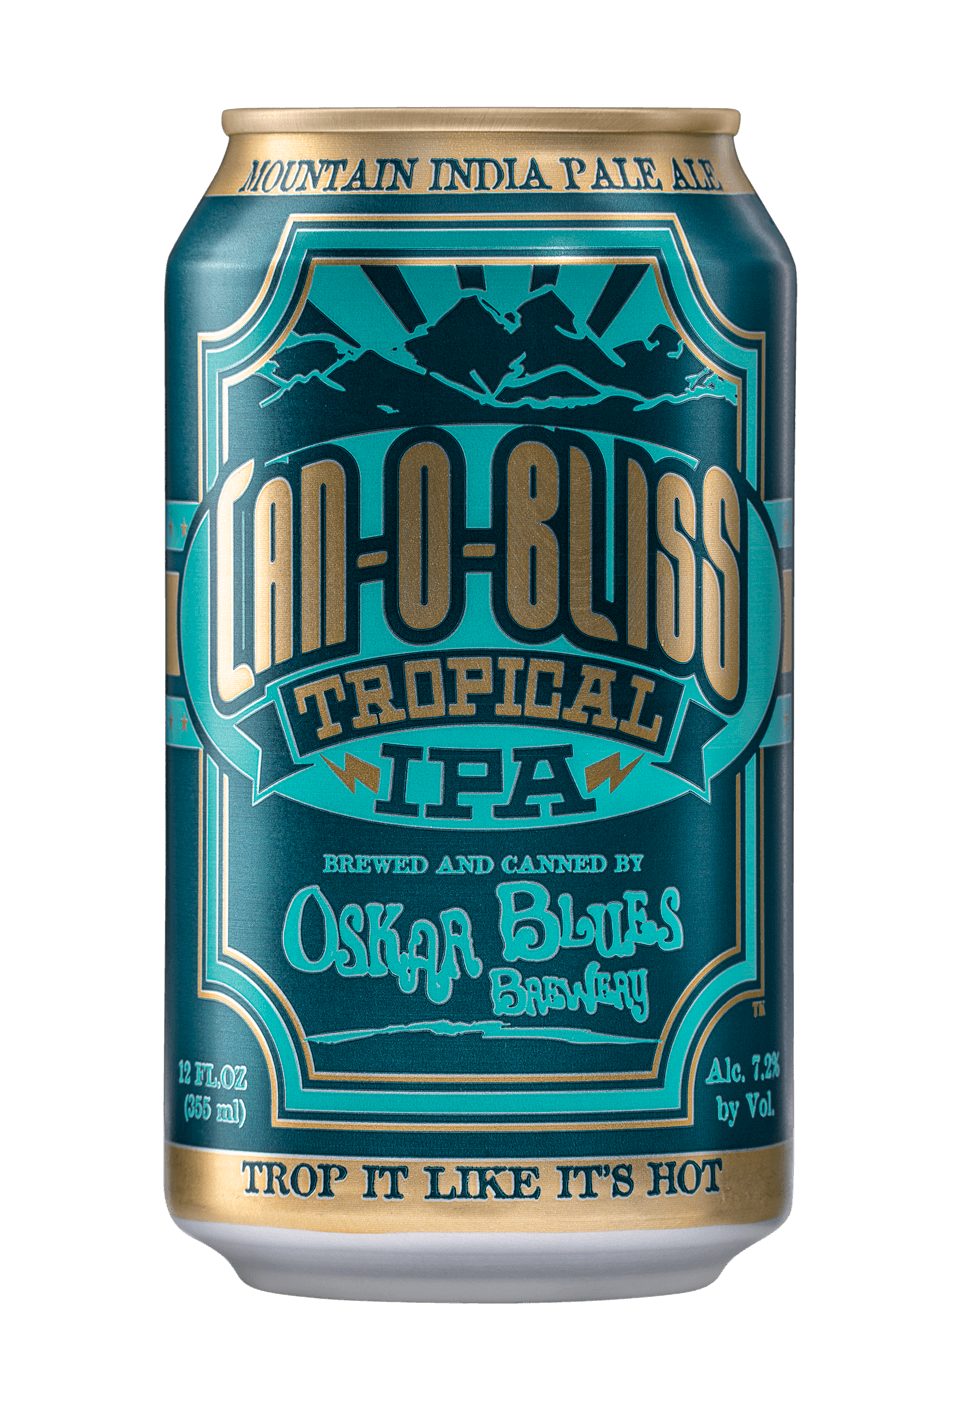 MOUNTAIN INDIA PALE ALE
CAN-O-BLISS
TROPICAL
IPA
BREWED AND CANNED BY
OSKAR BLUES
BREWERY
TM
12 FL.OZ
(355 ml)
Alc. 7.2%
by Vol.
TROP IT LIKE IT'S HOT